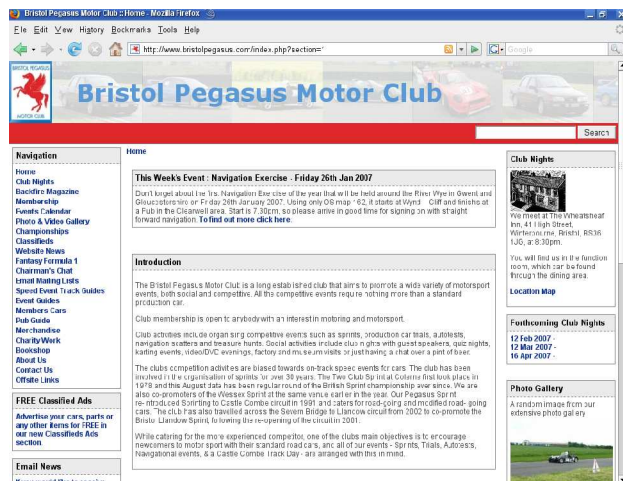 Bristol Pegasus Motor Club :: Home - Mozilla Firefox
File Edit View History Bookmarks Tools Help
http://www.bristolpegasus.com/index.php?section=
Google
BRISTOL PEGASUS
MOTOR CLUB
Bristol Pegasus Motor Club
Search
Navigation
Home
Club Nights
Backfire Magazine
Membership
Events Calendar
Photo & Video Gallery
Championships
Classifieds
Website News
Fantasy Formula 1
Chairman's Chat
Email Mailing Lists
Speed Event Track Guides
Event Guides
Members Cars
Pub Guide
Merchandise
Charity Work
Bookshop
About Us
Contact Us
Offsite Links
FREE Classified Ads
Advertise your cars, parts or
any other items for FREE in
our new Classifieds Ads
section.
Email News
Home
This Week's Event : Navigation Exercise - Friday 26th Jan 2007
Don't forget about the first Navigation Exercise of the year that will be held around the River Wye in Gwent and
Gloucestershire on Friday 26th January 2007. Using only OS map 162, it starts at Wynd Cliff and finishes at
a Pub in the Clearwell area. Start is 7.30pm, so please arrive in good time for signing on with straight
forward navigation. To find out more click here.
Introduction
The Bristol Pegasus Motor Club is a long established club that aims to promote a wide variety of motorsport
events, both social and competitive. All the competitive events require nothing more than a standard
production car.
Club membership is open to anybody with an interest in motoring and motorsport.
Club activities include organising competitive events such as sprints, production car trials, autotests,
navigation scatters and treasure hunts. Social activities include club nights with guest speakers, quiz nights,
karting events, video/DVD evenings, factory and museum visits or just having a chat over a pint of beer.
The clubs competition activities are biased towards on-track speed events for cars. The club has been
involved in the organisation of sprints for over 30 years. The Two Club Sprint at Colerne first took place in
1978 and this August date has been regular round of the British Sprint championship ever since. We are
also co-promoters of the Wessex Sprint at the same venue earlier in the year. Our Pegasus Sprint
re-introduced Sprinting to Castle Combe circuit in 1991 and caters for road-going and modified road-going
cars. The club has also travelled across the Severn Bridge to Llandow circuit from 2002 to co-promote the
Bristol Llandow Sprint, following the re-opening of the circuit in 2001.
While catering for the more experienced competitor, one of the clubs main objectives is to encourage
newcomers to motor sport with their standard road cars, and all of our events - Sprints, Trials, Autotests,
Navigational events, & a Castle Combe Track Day - are arranged with this in mind.
Club Nights
We meet at The Wheatsheaf
Inn, 41 High Street,
Winterbourne, Bristol, BS36
1JG, at 8:30pm.
You will find us in the function
room, which can be found
through the dining area.
Location Map
Forthcoming Club Nights
12 Feb 2007 -
12 Mar 2007 -
16 Apr 2007 -
Photo Gallery
A random image from our
extensive photo gallery